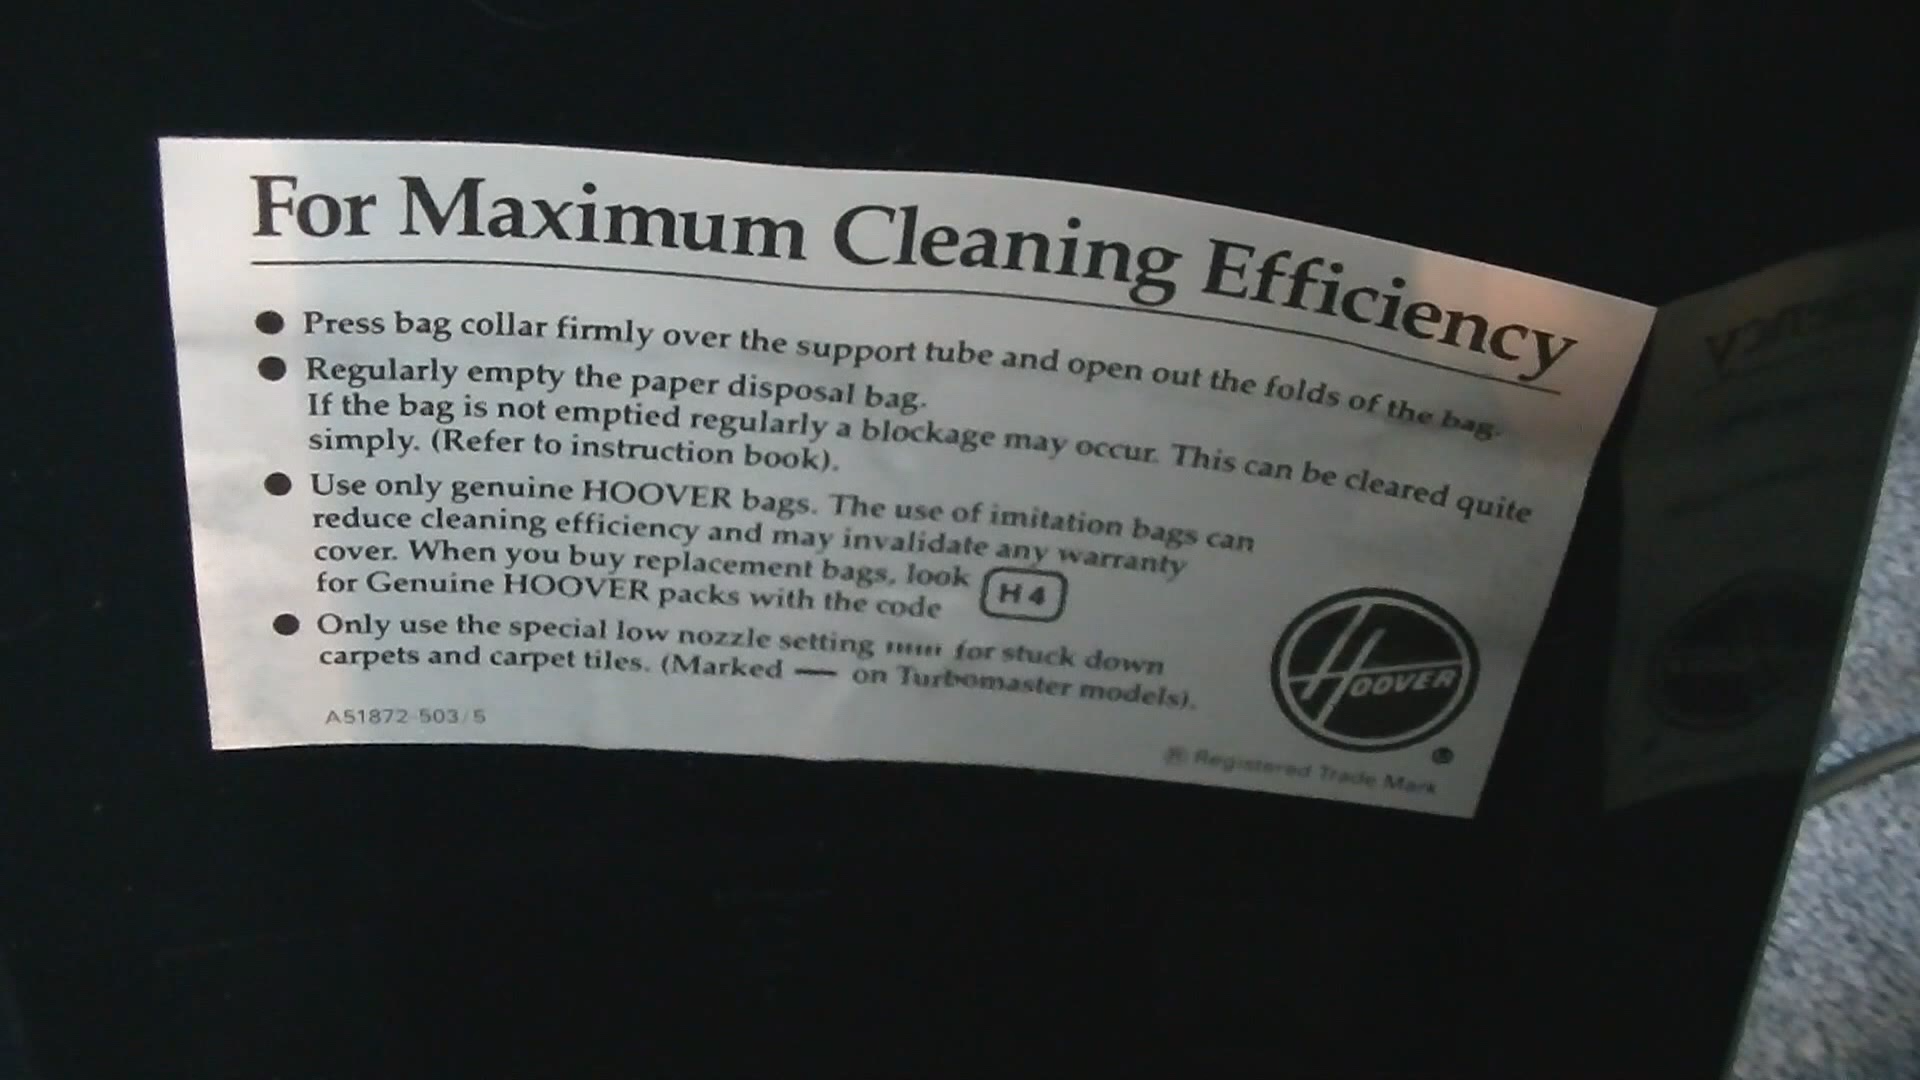 For Maximum Cleaning Efficiency
● Press bag collar firmly over the support tube and open out the folds of the bag.
● Regularly empty the paper disposal bag.
If the bag is not emptied regularly a blockage may occur. This can be cleared quite
simply. (Refer to instruction book).
● Use only genuine HOOVER bags. The use of imitation bags can
reduce cleaning efficiency and may invalidate any warranty
cover. When you buy replacement bags, look
for Genuine HOOVER packs with the code H4
● Only use the special low nozzle setting for stuck down
carpets and carpet tiles. (Marked — on Turbomaster models).
A51872-503/5
HOOVER
®
® Registered Trade Mark